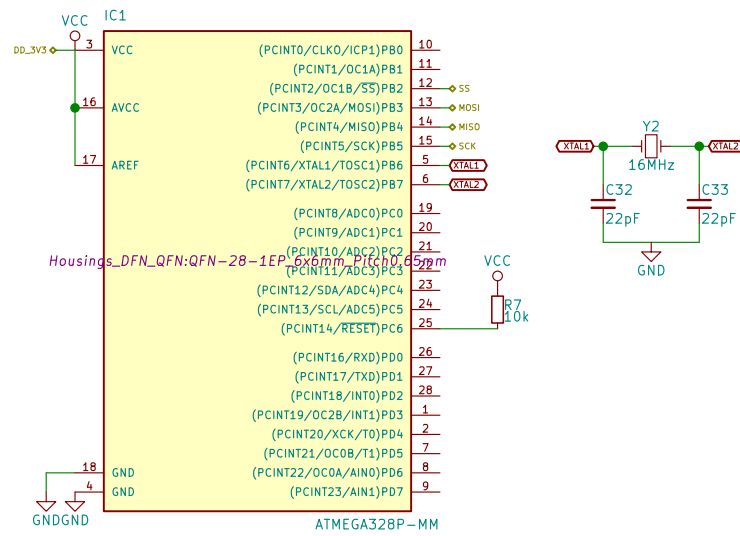 IC1
VCC
DD_3V3
3 VCC
16 AVCC
17 AREF
18 GND
4 GND
GND GND
(PCINT0/CLKO/ICP1)PB0 10
(PCINT1/OC1A)PB1 11
(PCINT2/OC1B/SS)PB2 12 SS
(PCINT3/OC2A/MOSI)PB3 13 MOSI
(PCINT4/MISO)PB4 14 MISO
(PCINT5/SCK)PB5 15 SCK
(PCINT6/XTAL1/TOSC1)PB6 5 XTAL1
(PCINT7/XTAL2/TOSC2)PB7 6 XTAL2
(PCINT8/ADC0)PC0 19
(PCINT9/ADC1)PC1 20
(PCINT10/ADC2)PC2 21
Housings_DFN_QFN:QFN-28-1EP_6x6mm_Pitch0.65mm
(PCINT11/ADC3)PC3 22
(PCINT12/SDA/ADC4)PC4 23
(PCINT13/SCL/ADC5)PC5 24
(PCINT14/RESET)PC6 25
(PCINT16/RXD)PD0 26
(PCINT17/TXD)PD1 27
(PCINT18/INT0)PD2 28
(PCINT19/OC2B/INT1)PD3 1
(PCINT20/XCK/T0)PD4 2
(PCINT21/OC0B/T1)PD5 7
(PCINT22/OC0A/AIN0)PD6 8
(PCINT23/AIN1)PD7 9
ATMEGA328P-MM
VCC
R7
10k
XTAL1
Y2
16MHz
XTAL2
C32
22pF
C33
22pF
GND